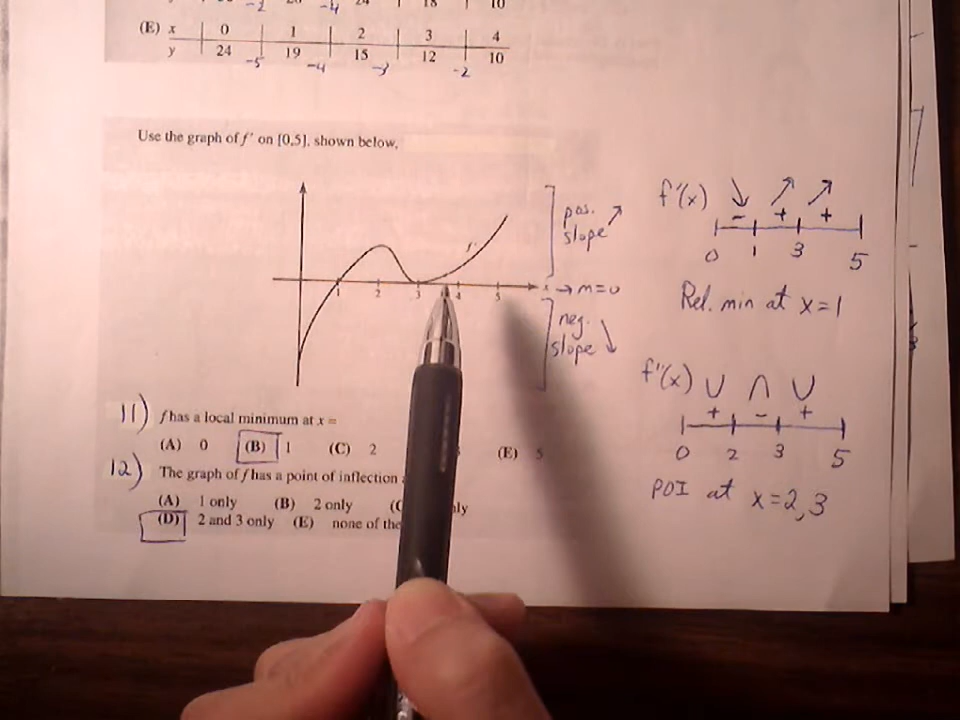 -4
10
(E) x 0 1 2 3 4
y 24 19 15 12 10
-5 -4 -3 -2
Use the graph of f' on [0,5], shown below.
f'
1 2 3 4 5
x
pos. slope
→ m=0
neg. slope
f'(x)
- + +
0 1 3 5
Rel. min at x=1
f"(x) ∪ ∩ ∪
+ - +
0 2 3 5
POI at x=2,3
11) f has a local minimum at x =
(A) 0 (B) 1 (C) 2 (E) 5
12) The graph of f has a point of inflection
(A) 1 only (B) 2 only
(D) 2 and 3 only (E) none of the